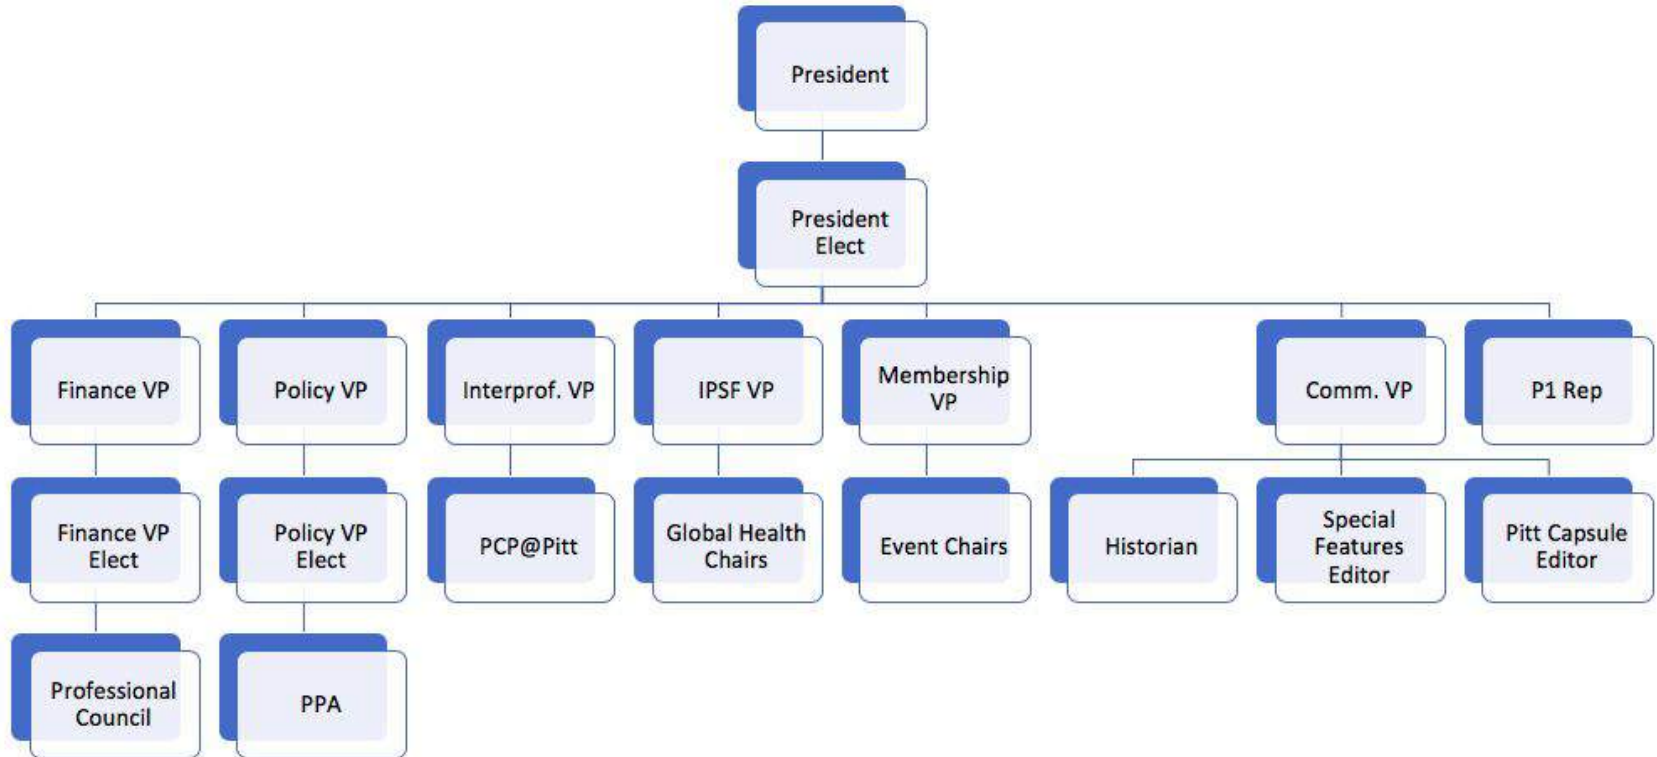 President
President
Elect
Finance VP
Policy VP
Interprof. VP
IPSF VP
Membership
VP
Comm. VP
P1 Rep
Finance VP
Elect
Policy VP
Elect
PCP@Pitt
Global Health
Chairs
Event Chairs
Historian
Special
Features
Editor
Pitt Capsule
Editor
Professional
Council
PPA